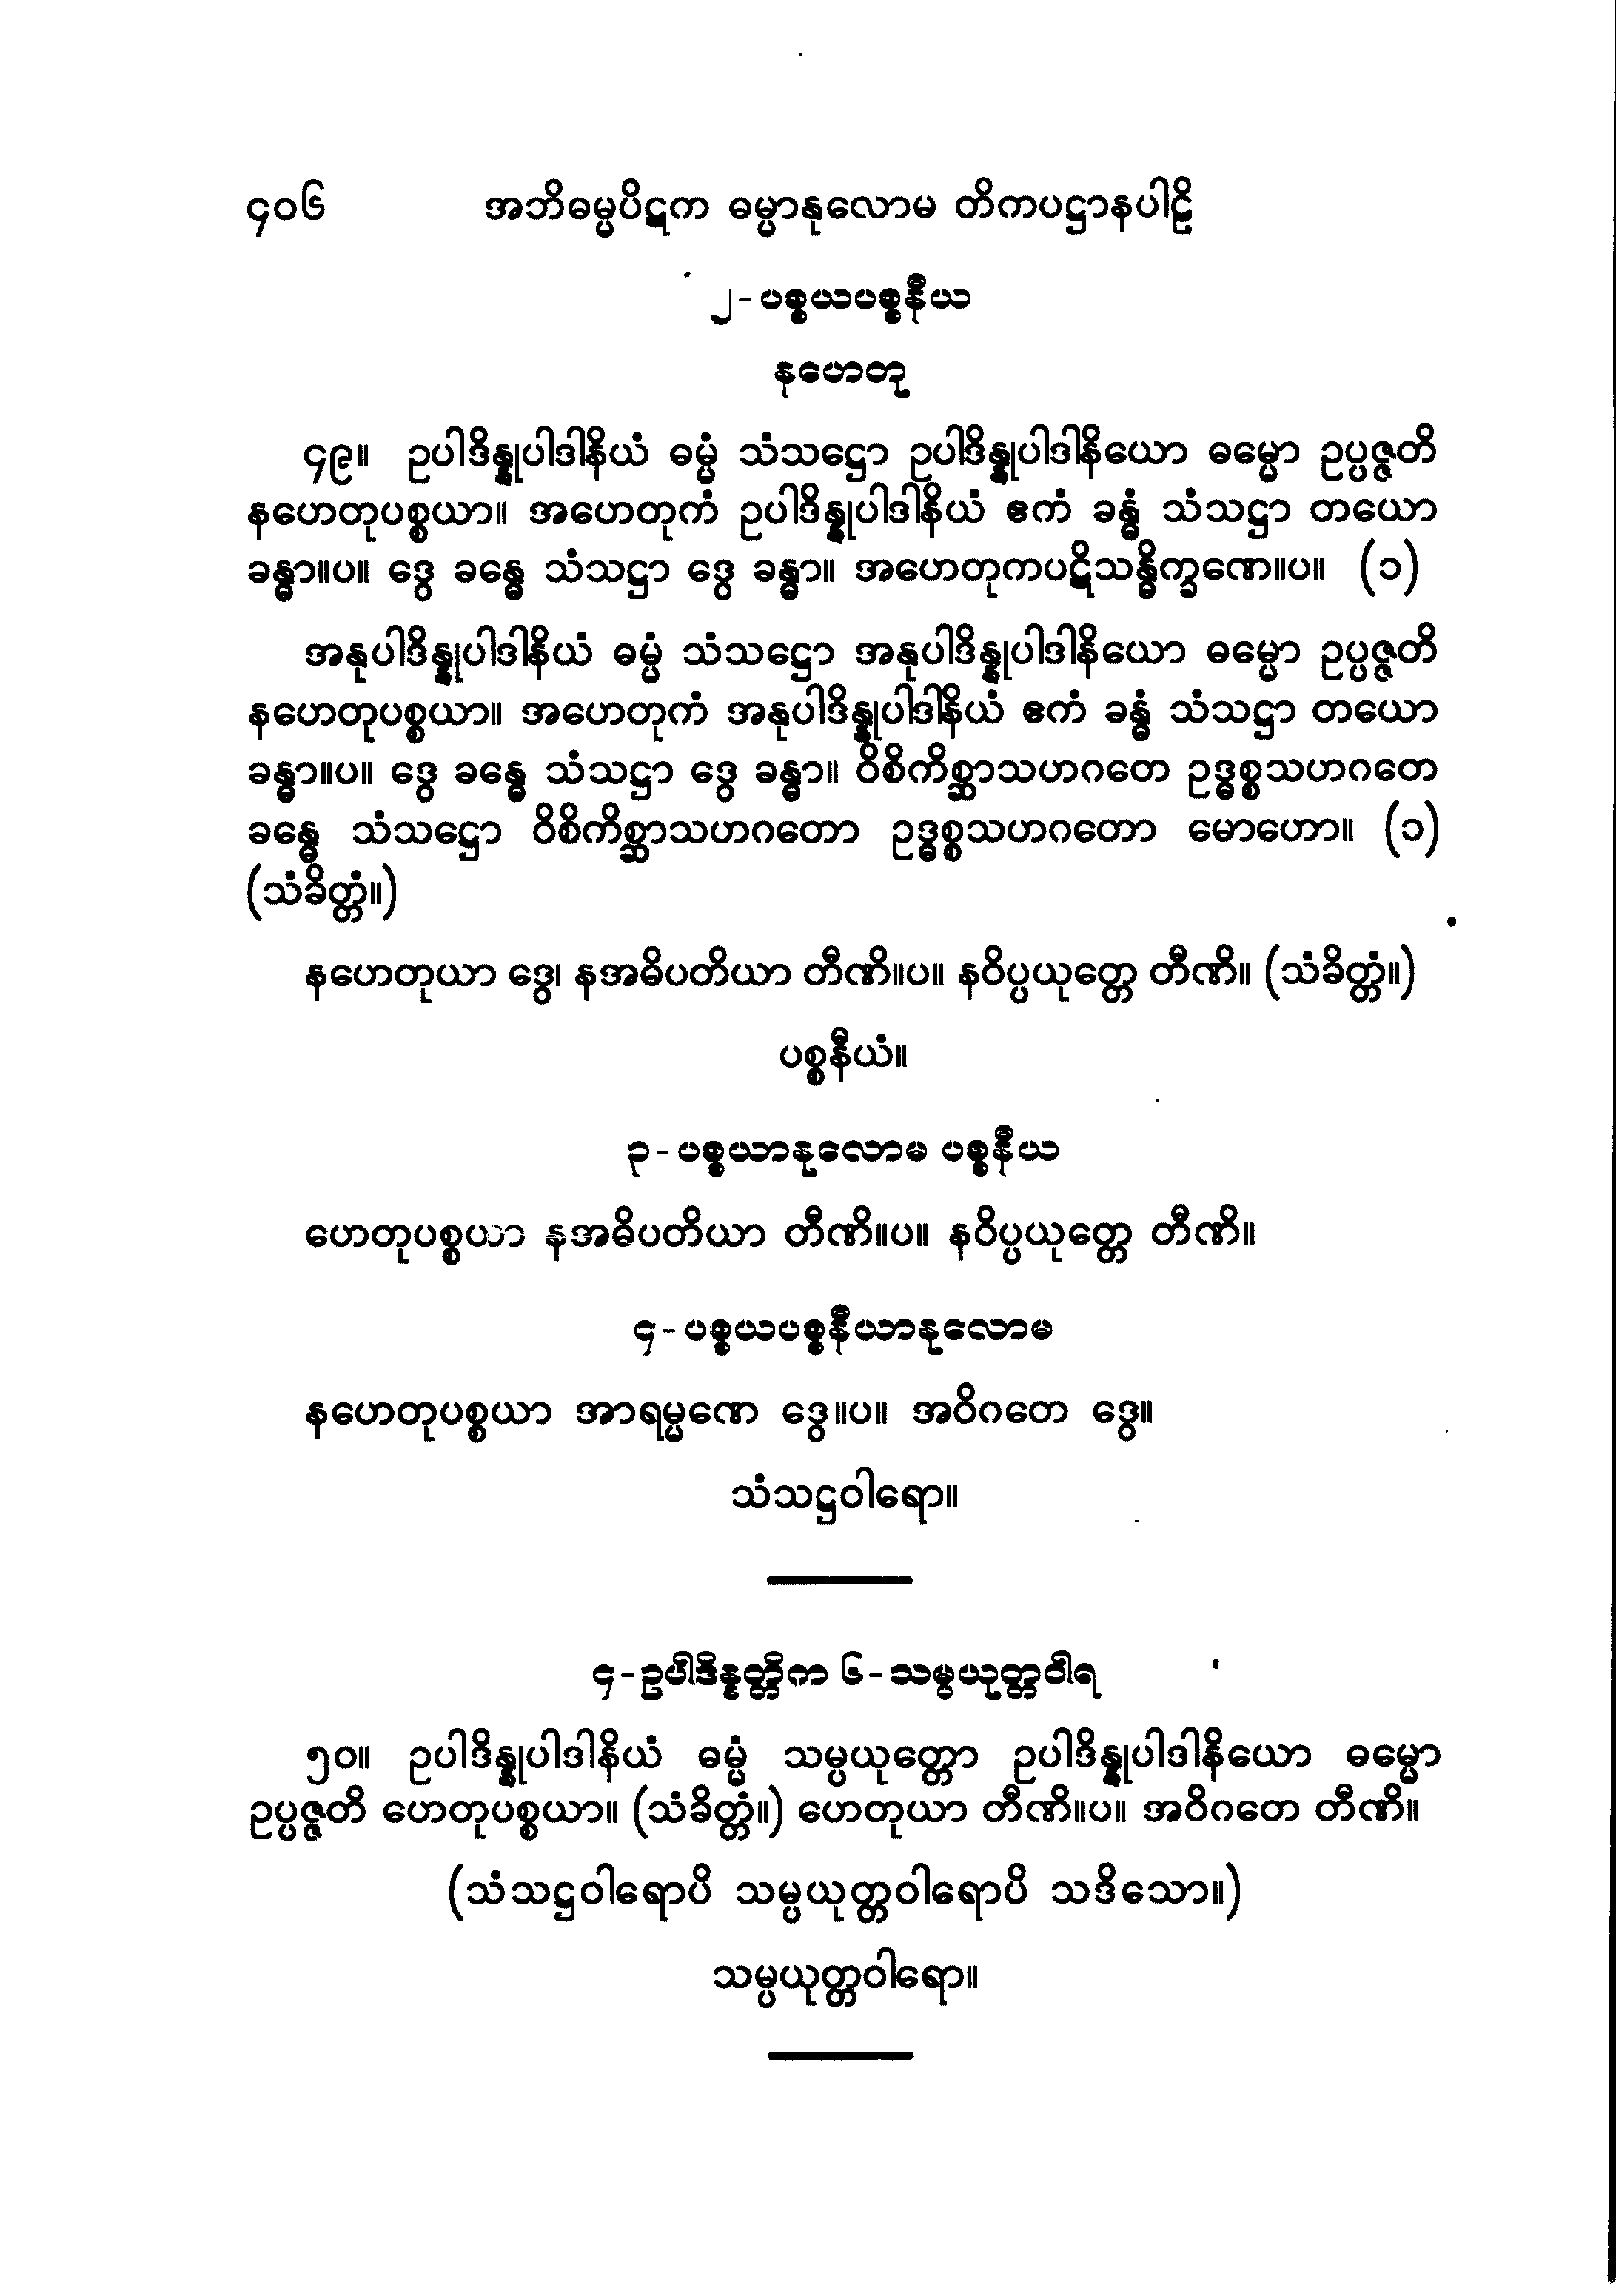 ၄၀၆ အဘိဓမ္မပိဋက ဓမ္မာနုလောမ တိကပဋ္ဌာနပါဠိ
၂-ပစ္စယပစ္စနီယ
နဟေတု
၄၉။ ဥပါဒိန္နုပါဒါနိယံ ဓမ္မံ သံသဋ္ဌော ဥပါဒိန္နုပါဒါနိယော ဓမ္မော ဥပ္ပဇ္ဇတိ
နဟေတုပစ္စယာ။ အဟေတုကံ ဥပါဒိန္နုပါဒါနိယံ ဧကံ ခန္ဓံ သံသဋ္ဌာ တယော
ခန္ဓာ။ပ။ ဒွေ ခန္ဓေ သံသဋ္ဌာ ဒွေ ခန္ဓာ။ အဟေတုကပဋိသန္ဓိက္ခဏေ။ပ။ (၁)
အနုပါဒိန္နုပါဒါနိယံ ဓမ္မံ သံသဋ္ဌော အနုပါဒိန္နုပါဒါနိယော ဓမ္မော ဥပ္ပဇ္ဇတိ
နဟေတုပစ္စယာ။ အဟေတုကံ အနုပါဒိန္နုပါဒါနိယံ ဧကံ ခန္ဓံ သံသဋ္ဌာ တယော
ခန္ဓာ။ပ။ ဒွေ ခန္ဓေ သံသဋ္ဌာ ဒွေ ခန္ဓာ။ ဝိစိကိစ္ဆာသဟဂတေ ဥဒ္ဓစ္စသဟဂတေ
ခန္ဓေ သံသဋ္ဌော ဝိစိကိစ္ဆာသဟဂတော ဥဒ္ဓစ္စသဟဂတော မောဟော။ (၁)
(သံခိတ္တံ။)
နဟေတုယာ ဒွေ၊ နအဓိပတိယာ တီဏိ။ပ။ နဝိပ္ပယုတ္တေ တီဏိ။ (သံခိတ္တံ။)
ပစ္စနီယံ။
၃-ပစ္စယာနုလောမ ပစ္စနီယ
ဟေတုပစ္စယာ နအဓိပတိယာ တီဏိ။ပ။ နဝိပ္ပယုတ္တေ တီဏိ။
၄-ပစ္စယပစ္စနီယာနုလောမ
နဟေတုပစ္စယာ အာရမ္မဏေ ဒွေ။ပ။ အဝိဂတေ ဒွေ။
သံသဋ္ဌဝါရော။
၄-ဥပါဒိန္နတ္တိက ၆-သမ္ပယုတ္တဝါရ
၅၀။ ဥပါဒိန္နုပါဒါနိယံ ဓမ္မံ သမ္ပယုတ္တော ဥပါဒိန္နုပါဒါနိယော ဓမ္မော
ဥပ္ပဇ္ဇတိ ဟေတုပစ္စယာ။ (သံခိတ္တံ။) ဟေတုယာ တီဏိ။ပ။ အဝိဂတေ တီဏိ။
(သံသဋ္ဌဝါရောပိ သမ္ပယုတ္တဝါရောပိ သဒိသော။)
သမ္ပယုတ္တဝါရော။